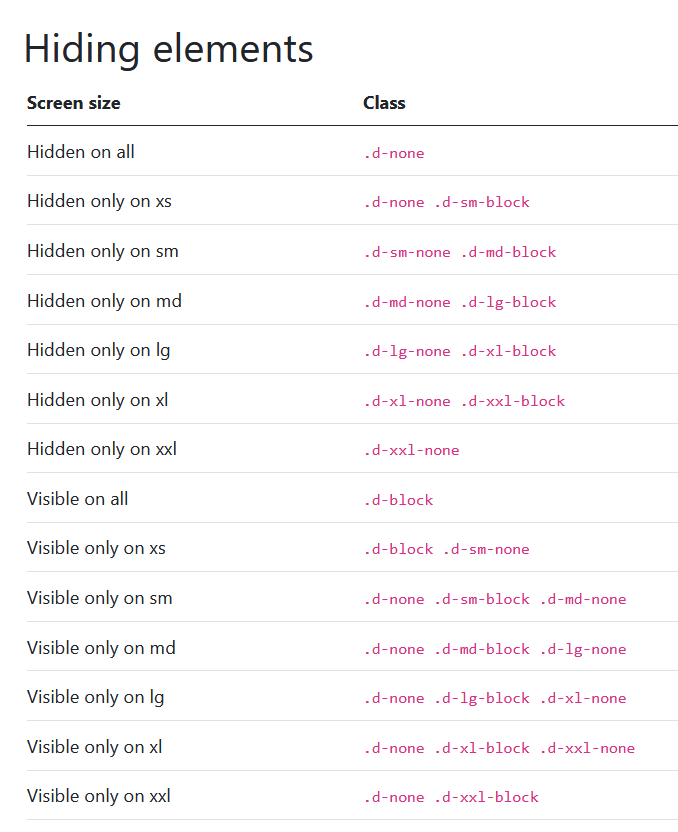 Hiding elements
Screen size Class
Hidden on all .d-none
Hidden only on xs .d-none .d-sm-block
Hidden only on sm .d-sm-none .d-md-block
Hidden only on md .d-md-none .d-lg-block
Hidden only on lg .d-lg-none .d-xl-block
Hidden only on xl .d-xl-none .d-xxl-block
Hidden only on xxl .d-xxl-none
Visible on all .d-block
Visible only on xs .d-block .d-sm-none
Visible only on sm .d-none .d-sm-block .d-md-none
Visible only on md .d-none .d-md-block .d-lg-none
Visible only on lg .d-none .d-lg-block .d-xl-none
Visible only on xl .d-none .d-xl-block .d-xxl-none
Visible only on xxl .d-none .d-xxl-block